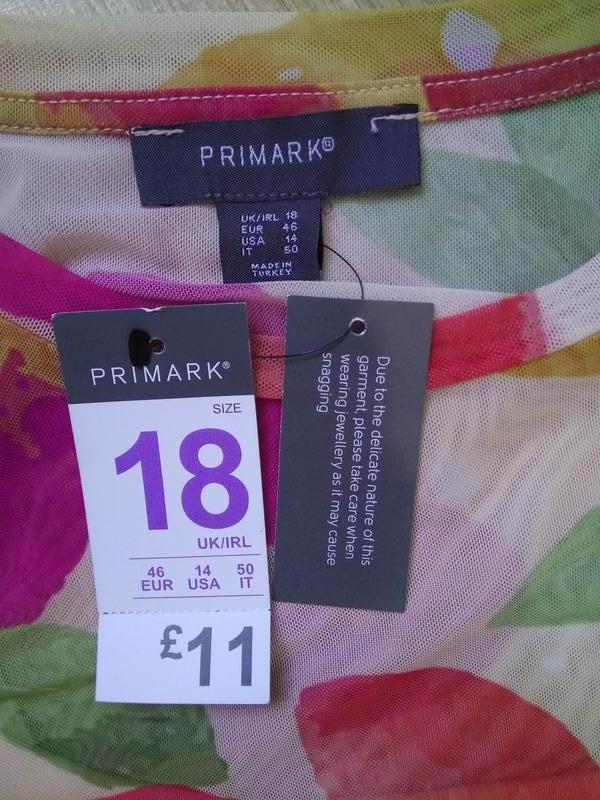 PRIMARK®
UK/IRL 18
EUR 46
USA 14
IT 50
MADE IN
TURKEY
PRIMARK®
SIZE
18
UK/IRL
46 14 50
EUR USA IT
£11
Due to the delicate nature of this
garment, please take care when
wearing jewellery as it may cause
snagging